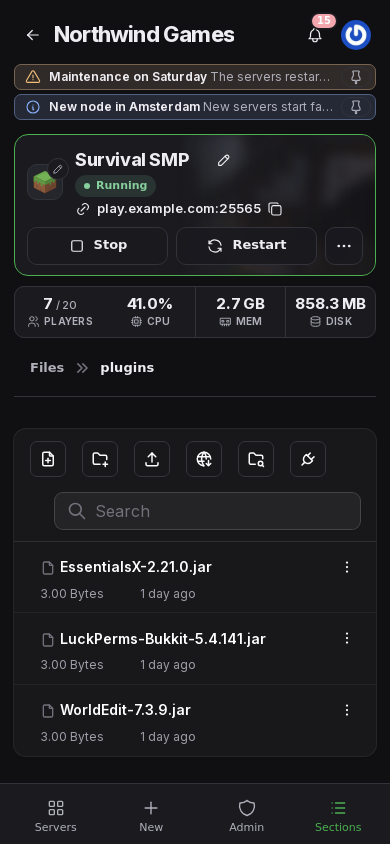 Northwind Games
15
Maintenance on Saturday The servers restar...
New node in Amsterdam New servers start fa...
Survival SMP
Running
play.example.com:25565
Stop
Restart
7 / 20
PLAYERS
41.0%
CPU
2.7 GB
MEM
858.3 MB
DISK
Files
plugins
Search
EssentialsX-2.21.0.jar
3.00 Bytes
1 day ago
LuckPerms-Bukkit-5.4.141.jar
3.00 Bytes
1 day ago
WorldEdit-7.3.9.jar
3.00 Bytes
1 day ago
Servers
New
Admin
Sections